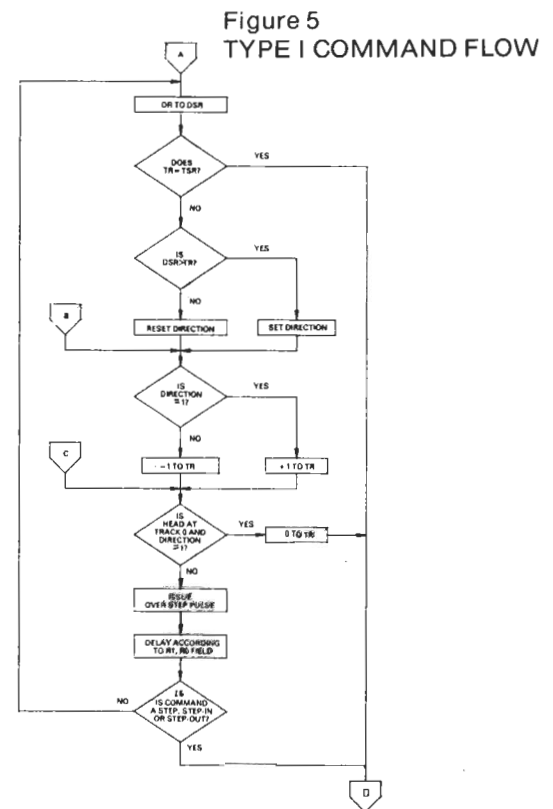 Figure 5
TYPE I COMMAND FLOW
A
DR TO DSR
DOES
TR = TSR?
YES
NO
IS
DSR>TR?
YES
NO
B
RESET DIRECTION
SET DIRECTION
IS
DIRECTION
= 1?
YES
NO
C
- 1 TO TR
+ 1 TO TR
IS
HEAD AT
TRACK 0 AND
DIRECTION
= 1?
YES
0 TO TR
NO
ISSUE
OVER STEP PULSE
DELAY ACCORDING
TO R1, R0 FIELD
IS
IS COMMAND
A STEP, STEP-IN
OR STEP-OUT?
NO
YES
D